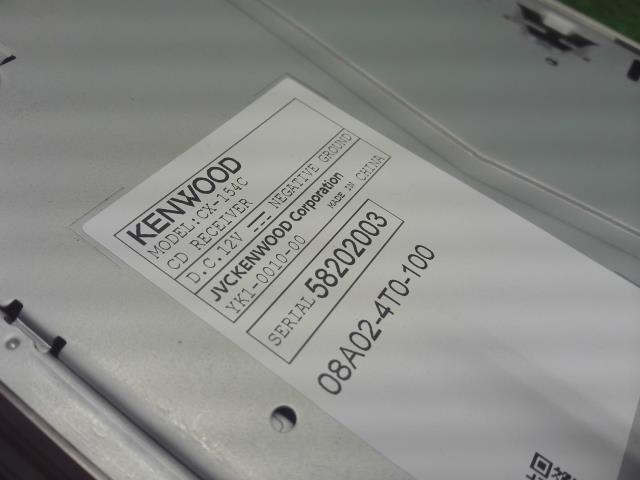 KENWOOD
MODEL:CX-154C
CD RECEIVER
D.C.12V NEGATIVE GROUND
JVCKENWOOD Corporation
YK1-0010-00 MADE IN CHINA
SERIAL 58202003
08A02-4T0-100